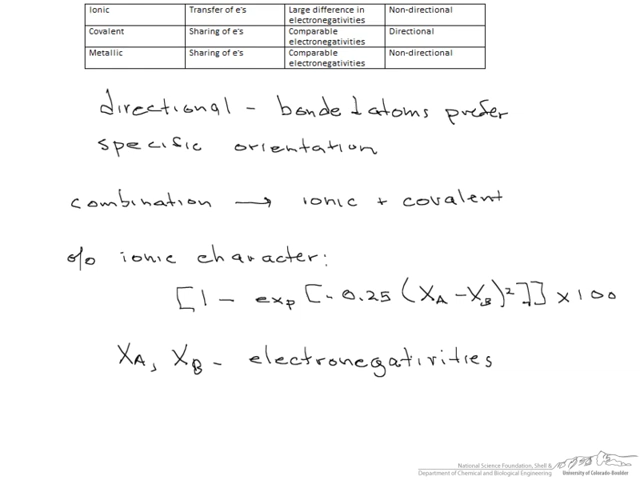 Ionic Transfer of e's Large difference in electronegativities Non-directional
Covalent Sharing of e's Comparable electronegativities Directional
Metallic Sharing of e's Comparable electronegativities Non-directional
directional - bonded atoms prefer
specific orientation
combination → ionic + covalent
% ionic character:
[1 - exp[-0.25 (XA - XB)²]] × 100
XA, XB - electronegativities
National Science Foundation, Shell &
Department of Chemical and Biological Engineering
University of Colorado-Boulder